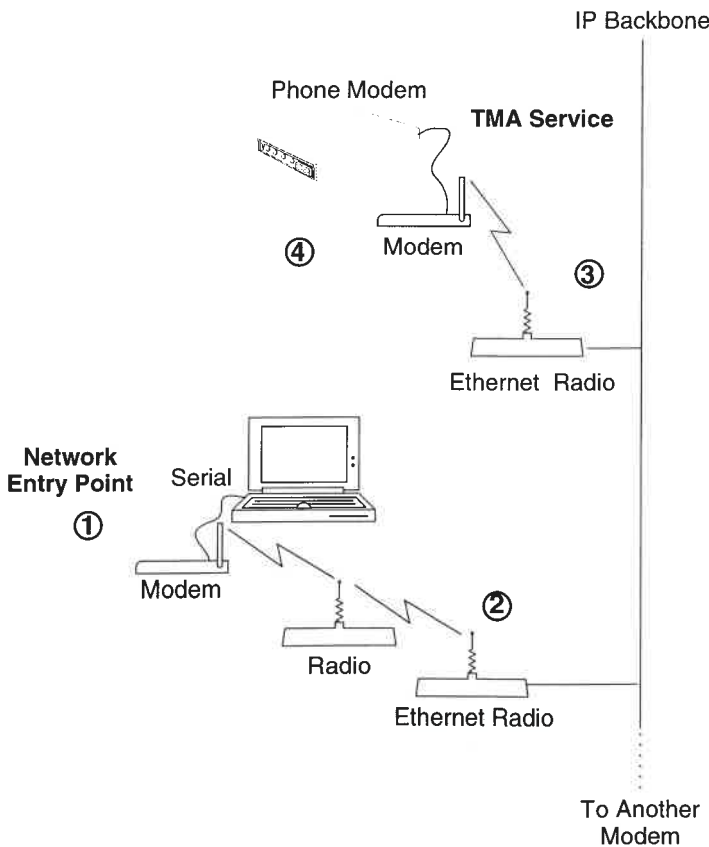 IP Backbone
Phone Modem
TMA Service
④
Modem
③
Ethernet Radio
Network
Entry Point
Serial
①
Modem
②
Radio
Ethernet Radio
To Another
Modem